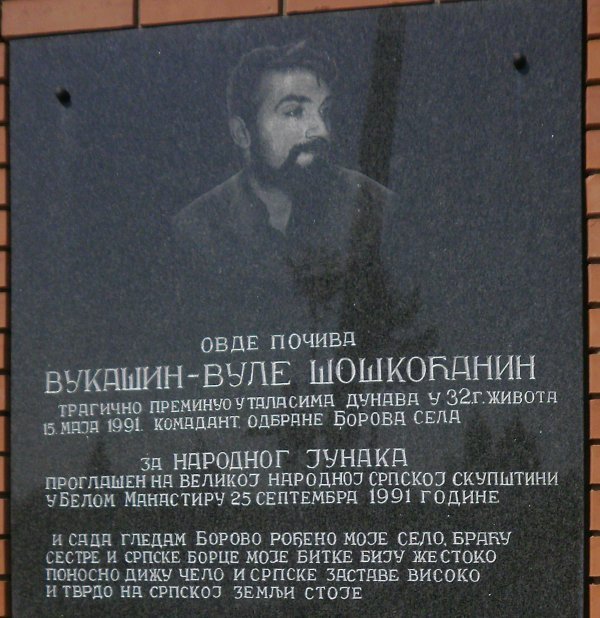 ОВДЕ ПОЧИВА
ВУКАШИН-ВУЛЕ ШОШКОЋАНИН
ТРАГИЧНО ПРЕМИНУО У ТАЛАСИМА ДУНАВА У 32 Г. ЖИВОТА
15. МАЈА 1991. КОМАДАНТ ОДБРАНЕ БОРОВА СЕЛА
ЗА НАРОДНОГ ЈУНАКА
ПРОГЛАШЕН НА ВЕЛИКОЈ НАРОДНОЈ СРПСКОЈ СКУПШТИНИ
У БЕЛОМ МАНАСТИРУ 25 СЕПТЕМБРА 1991 ГОДИНЕ
И САДА ГЛЕДАМ БОРОВО РОЂЕНО МОЈЕ СЕЛО, БРАЋУ
СЕСТРЕ И СРПСКЕ БОРЦЕ МОЈЕ БИТКЕ БИЈУ ЖЕСТОКО
ПОНОСНО ДИЖУ ЧЕЛО И СРПСКЕ ЗАСТАВЕ ВИСОКО
И ТВРДО НА СРПСКОЈ ЗЕМЉИ СТОЈЕ